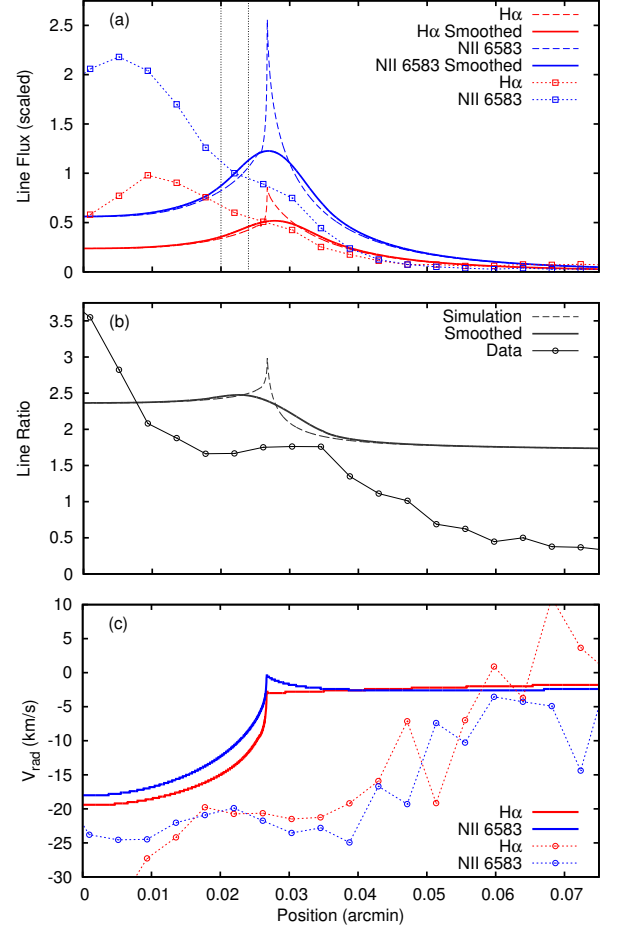 (a)
Hα
Hα Smoothed
NII 6583
NII 6583 Smoothed
Hα
NII 6583
Line Flux (scaled)
2.5
2
1.5
1
0.5
0
(b)
Simulation
Smoothed
Data
Line Ratio
3.5
3
2.5
2
1.5
1
0.5
0
(c)
Hα
NII 6583
Hα
NII 6583
V_rad (km/s)
10
5
0
-5
-10
-15
-20
-25
-30
0 0.01 0.02 0.03 0.04 0.05 0.06 0.07
Position (arcmin)